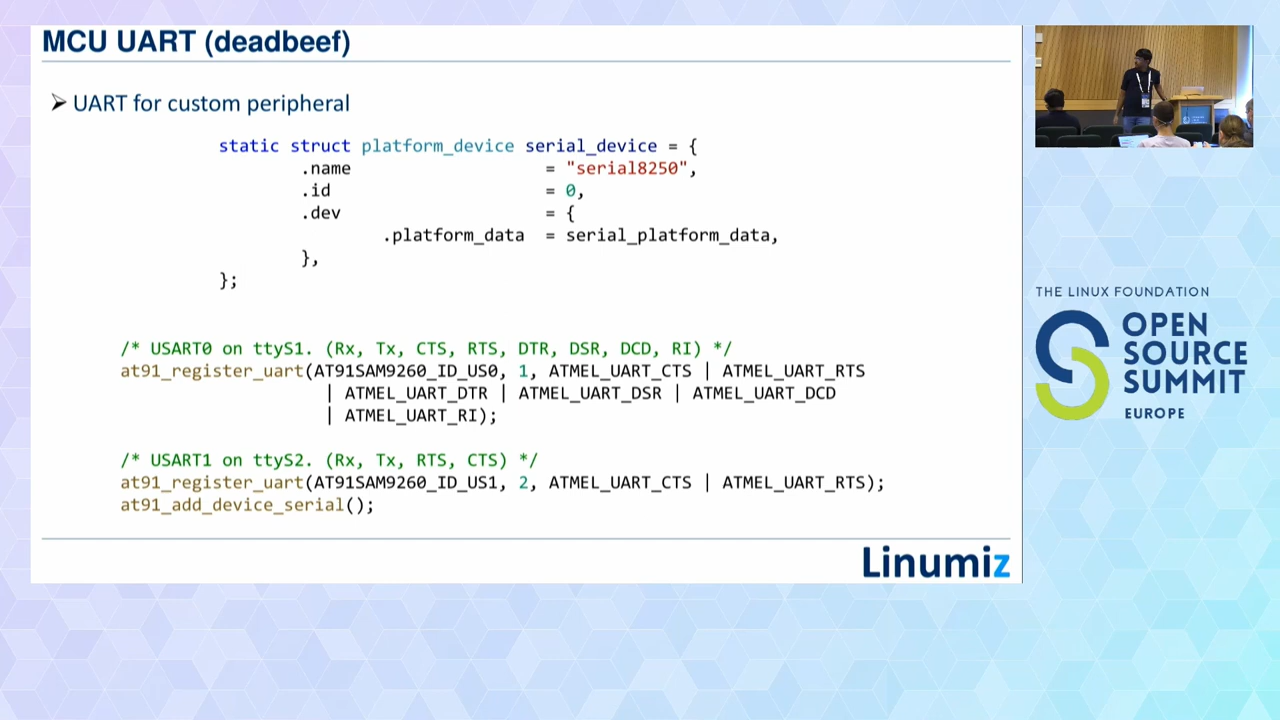 MCU UART (deadbeef)
➢ UART for custom peripheral
static struct platform_device serial_device = {
.name = "serial8250",
.id = 0,
.dev = {
.platform_data = serial_platform_data,
},
};
/* USART0 on ttyS1. (Rx, Tx, CTS, RTS, DTR, DSR, DCD, RI) */
at91_register_uart(AT91SAM9260_ID_US0, 1, ATMEL_UART_CTS | ATMEL_UART_RTS
| ATMEL_UART_DTR | ATMEL_UART_DSR | ATMEL_UART_DCD
| ATMEL_UART_RI);
/* USART1 on ttyS2. (Rx, Tx, RTS, CTS) */
at91_register_uart(AT91SAM9260_ID_US1, 2, ATMEL_UART_CTS | ATMEL_UART_RTS);
at91_add_device_serial();
Linumiz
THE LINUX FOUNDATION
OPEN
SOURCE
SUMMIT
EUROPE